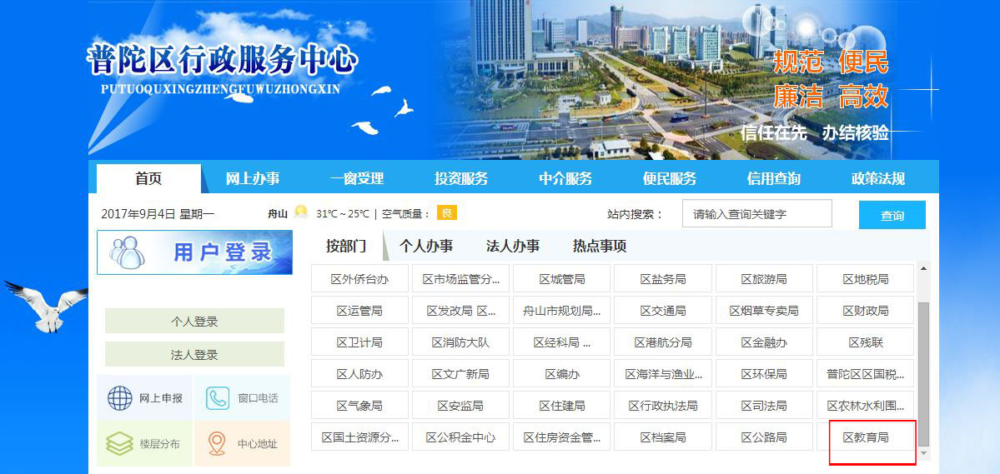 普陀区行政服务中心
PUTUOQUXINGZHENGFUWUZHONGXIN
规范 便民
廉洁 高效
信任在先 办结核验
首页 网上办事 一窗受理 投资服务 中介服务 便民服务 信用查询 政策法规
2017年9月4日 星期一 舟山 31℃~25℃ | 空气质量： 良 站内搜索： 请输入查询关键字 查询
用户登录
按部门 个人办事 法人办事 热点事项
区外侨台办 区市场监管分... 区城管局 区盐务局 区旅游局 区地税局
区运管局 区发改局 区... 舟山市规划局... 区交通局 区烟草专卖局 区财政局
个人登录
区卫计局 区消防大队 区经科局 ... 区港航分局 区金融办 区残联
法人登录
区人防办 区文广新局 区编办 区海洋与渔业... 区环保局 普陀区区国税...
网上申报 窗口电话
区气象局 区安监局 区住建局 区行政执法局 区司法局 区农林水利围...
区国土资源分... 区公积金中心 区住房资金管... 区档案局 区公路局 区教育局
楼层分布 中心地址